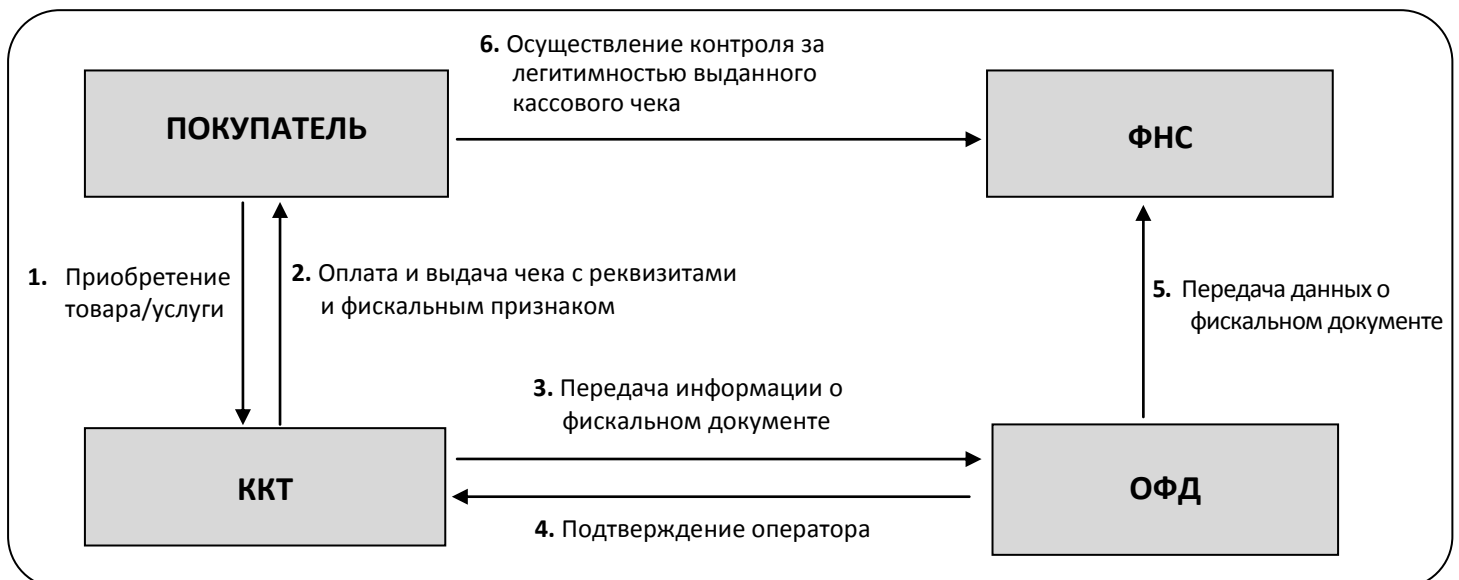 6. Осуществление контроля за
легитимностью выданного
кассового чека
ПОКУПАТЕЛЬ
ФНС
1. Приобретение
товара/услуги
2. Оплата и выдача чека с реквизитами
и фискальным признаком
5. Передача данных о
фискальном документе
3. Передача информации о
фискальном документе
ККТ
ОФД
4. Подтверждение оператора